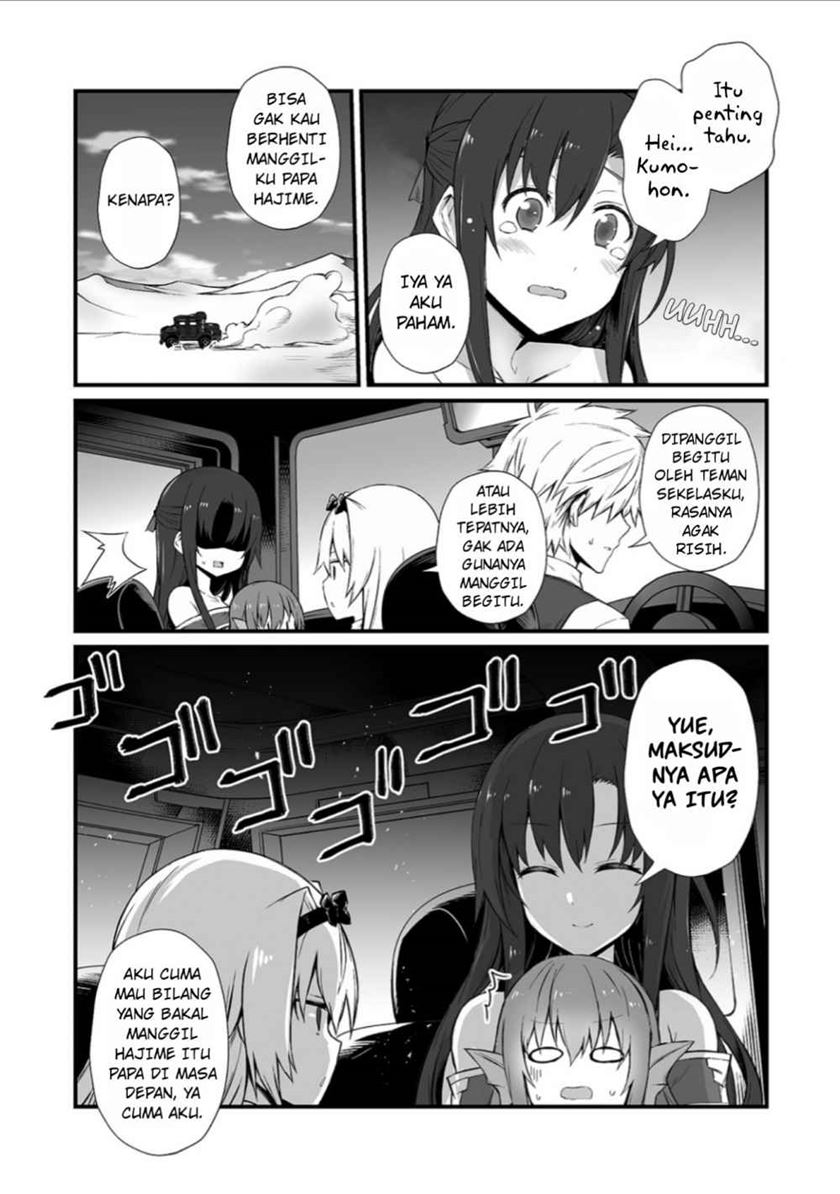 Itu
penting
tahu.
Hei...
Kumo-
hon.
IYA YA
AKU
PAHAM.
UUHH...
BISA
GAK KAU
BERHENTI
MANGGIL-
KU PAPA
HAJIME.
KENAPA?
DIPANGGIL
BEGITU
OLEH TEMAN
SEKELASKU,
RASANYA
AGAK
RISIH.
ATAU
LEBIH
TEPATNYA,
GAK ADA
GUNANYA
MANGGIL
BEGITU.
YUE,
MAKSUD-
NYA APA
YA ITU?
ゴゴゴゴゴ
AKU CUMA
MAU BILANG
YANG BAKAL
MANGGIL
HAJIME ITU
PAPA DI MASA
DEPAN, YA
CUMA AKU.